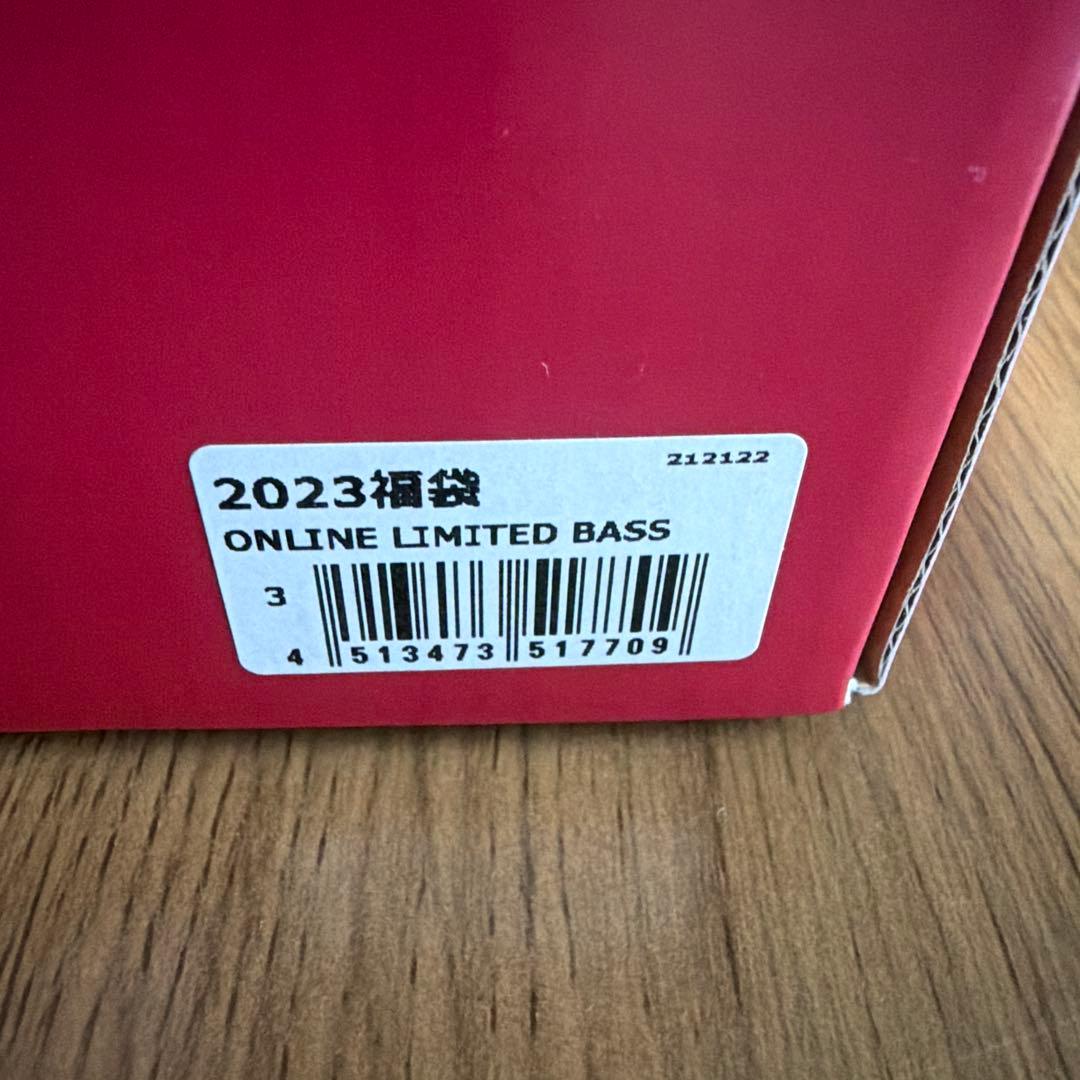 212122
2023福袋
ONLINE LIMITED BASS
3
4 513473 517709